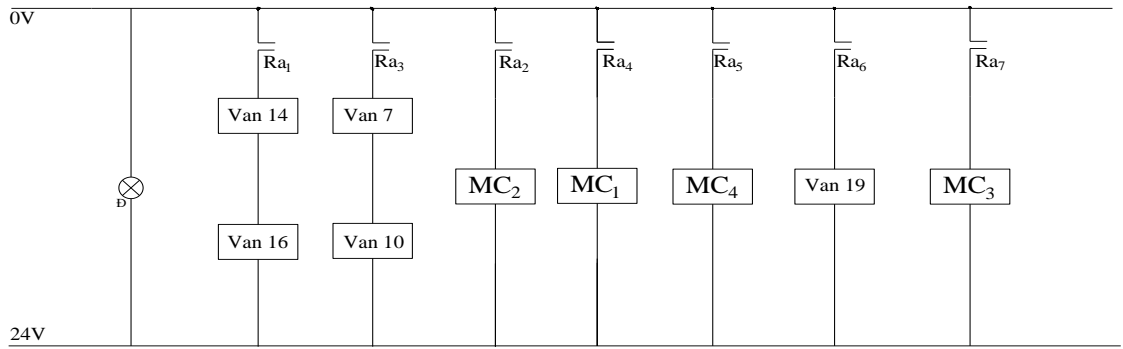 0V
Ra₁ Ra₃ Ra₂ Ra₄ Ra₅ Ra₆ Ra₇
Van 14 Van 7
MC₂ MC₁ MC₄ Van 19 MC₃
Đ
Van 16 Van 10
24V